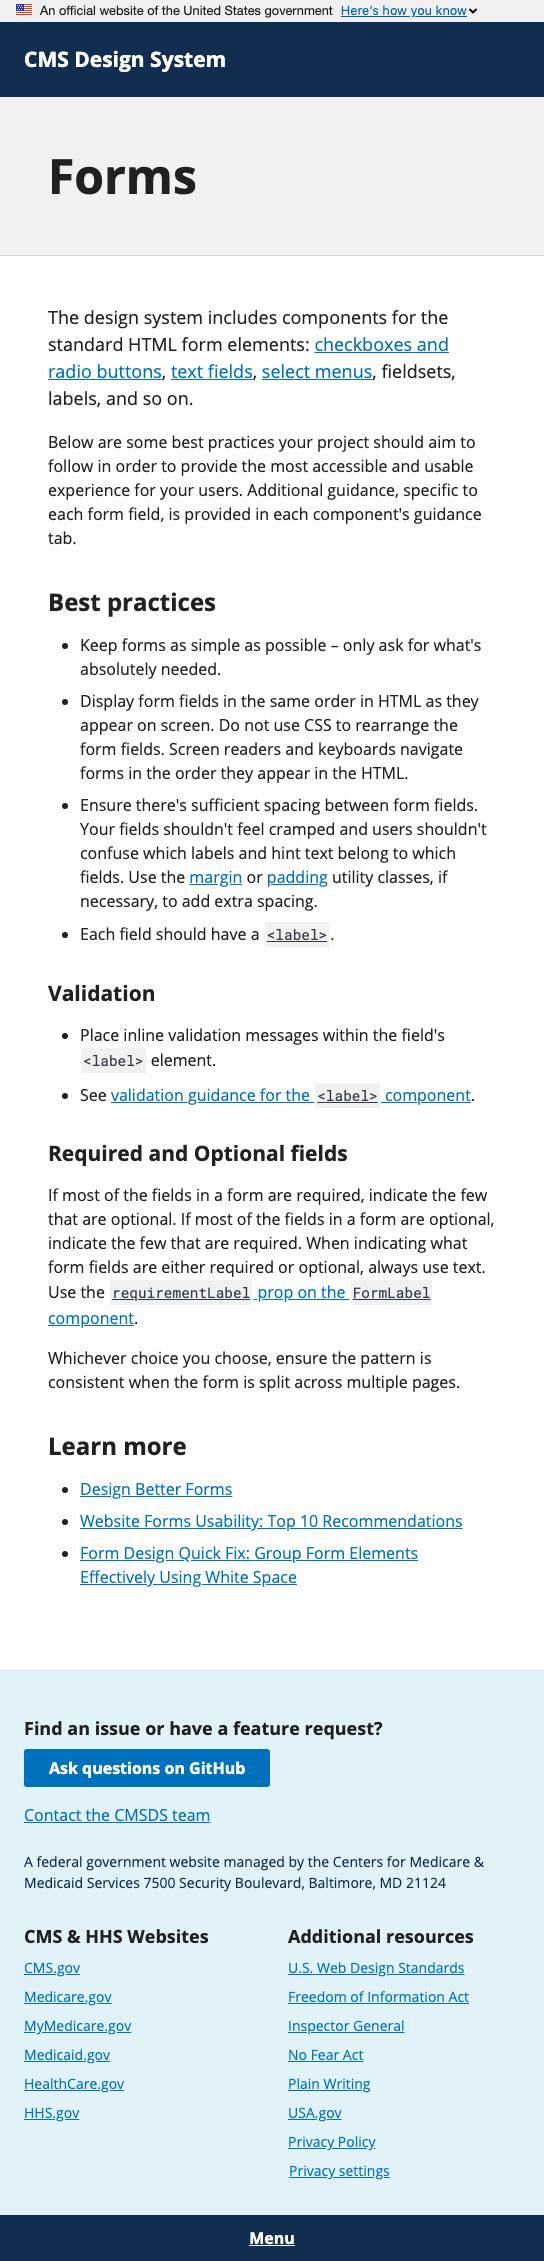 An official website of the United States government Here's how you know
CMS Design System
Forms
The design system includes components for the
standard HTML form elements: checkboxes and
radio buttons, text fields, select menus, fieldsets,
labels, and so on.
Below are some best practices your project should aim to
follow in order to provide the most accessible and usable
experience for your users. Additional guidance, specific to
each form field, is provided in each component's guidance
tab.
Best practices
• Keep forms as simple as possible – only ask for what's
absolutely needed.
• Display form fields in the same order in HTML as they
appear on screen. Do not use CSS to rearrange the
form fields. Screen readers and keyboards navigate
forms in the order they appear in the HTML.
• Ensure there's sufficient spacing between form fields.
Your fields shouldn't feel cramped and users shouldn't
confuse which labels and hint text belong to which
fields. Use the margin or padding utility classes, if
necessary, to add extra spacing.
• Each field should have a <label>.
Validation
• Place inline validation messages within the field's
<label> element.
• See validation guidance for the <label> component.
Required and Optional fields
If most of the fields in a form are required, indicate the few
that are optional. If most of the fields in a form are optional,
indicate the few that are required. When indicating what
form fields are either required or optional, always use text.
Use the requirementLabel prop on the FormLabel
component.
Whichever choice you choose, ensure the pattern is
consistent when the form is split across multiple pages.
Learn more
• Design Better Forms
• Website Forms Usability: Top 10 Recommendations
• Form Design Quick Fix: Group Form Elements
Effectively Using White Space
Find an issue or have a feature request?
Ask questions on GitHub
Contact the CMSDS team
A federal government website managed by the Centers for Medicare &
Medicaid Services 7500 Security Boulevard, Baltimore, MD 21124
CMS & HHS Websites
CMS.gov
Medicare.gov
MyMedicare.gov
Medicaid.gov
HealthCare.gov
HHS.gov
Additional resources
U.S. Web Design Standards
Freedom of Information Act
Inspector General
No Fear Act
Plain Writing
USA.gov
Privacy Policy
Privacy settings
Menu